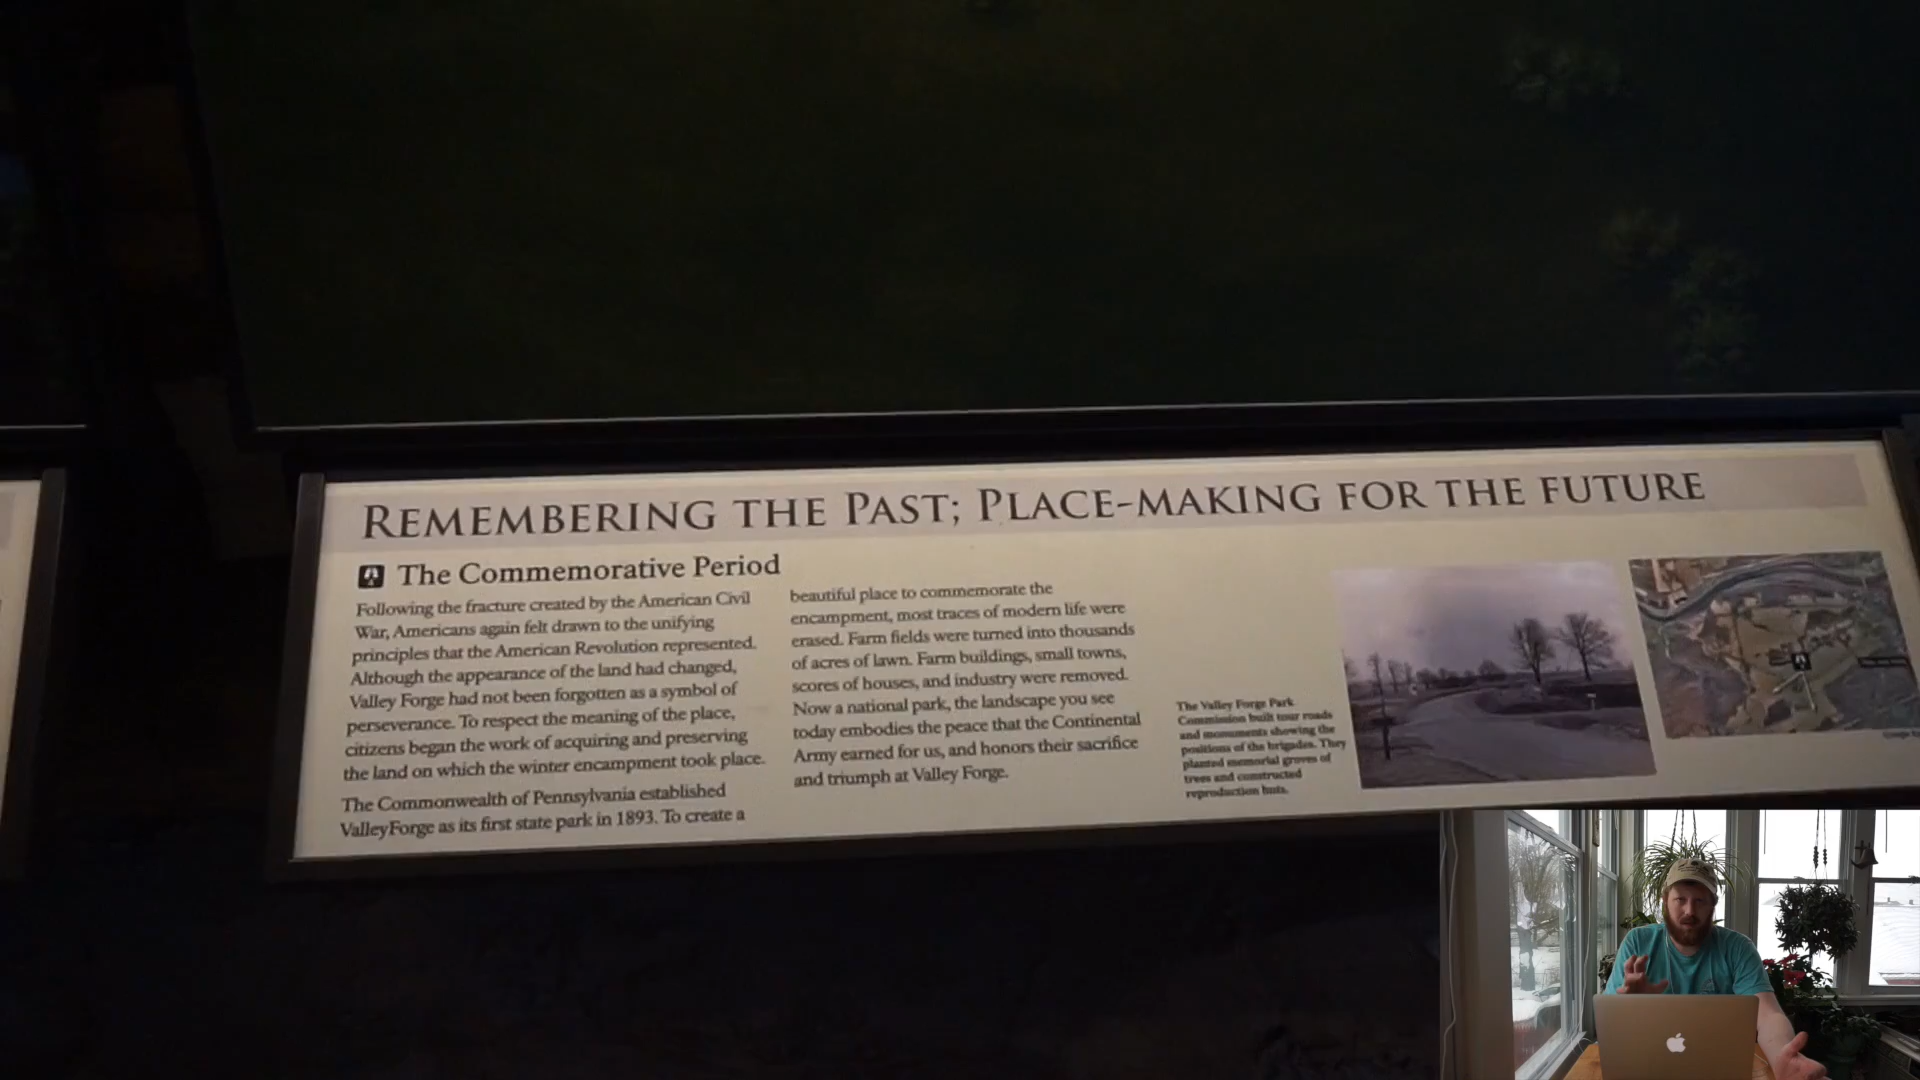 REMEMBERING THE PAST; PLACE-MAKING FOR THE FUTURE
The Commemorative Period
Following the fracture created by the American Civil
War, Americans again felt drawn to the unifying
principles that the American Revolution represented.
Although the appearance of the land had changed,
Valley Forge had not been forgotten as a symbol of
perseverance. To respect the meaning of the place,
citizens began the work of acquiring and preserving
the land on which the winter encampment took place.
The Commonwealth of Pennsylvania established
ValleyForge as its first state park in 1893. To create a
beautiful place to commemorate the
encampment, most traces of modern life were
erased. Farm fields were turned into thousands
of acres of lawn. Farm buildings, small towns,
scores of houses, and industry were removed.
Now a national park, the landscape you see
today embodies the peace that the Continental
Army earned for us, and honors their sacrifice
and triumph at Valley Forge.
The Valley Forge Park
Commission built tour roads
and monuments showing the
positions of the brigades. They
planted memorial groves of
trees and constructed
reproduction huts.